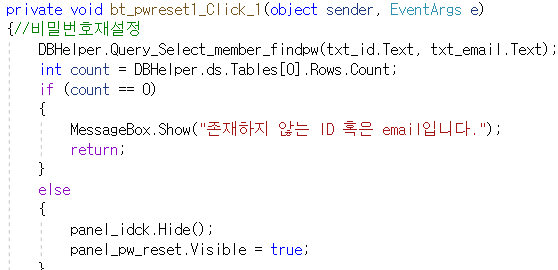 private void bt_pwreset1_Click_1(object sender, EventArgs e)
{//비밀번호재설정
DBHelper.Query_Select_member_findpw(txt_id.Text, txt_email.Text);
int count = DBHelper.ds.Tables[0].Rows.Count;
if (count == 0)
{
MessageBox.Show("존재하지 않는 ID 혹은 email입니다.");
return;
}
else
{
panel_idck.Hide();
panel_pw_reset.Visible = true;
}